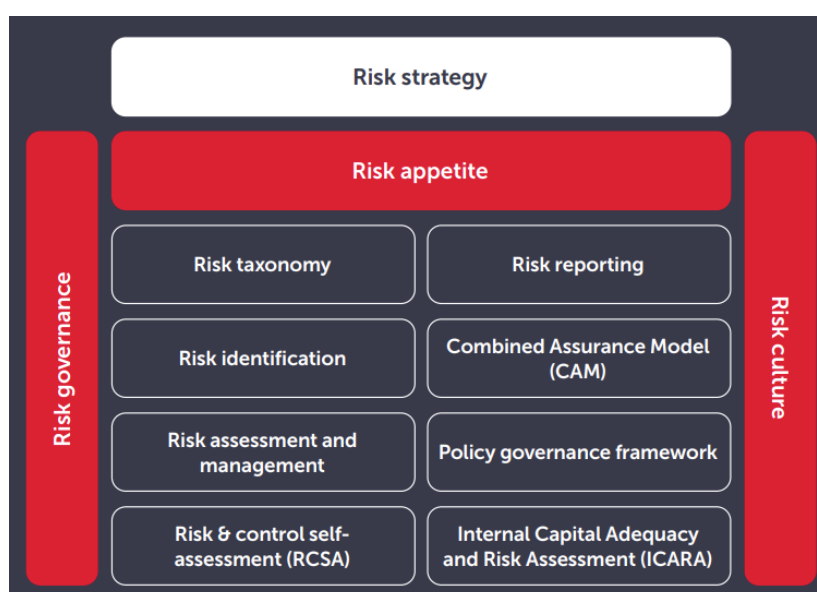 Risk strategy
Risk governance
Risk appetite
Risk culture
Risk taxonomy
Risk reporting
Risk identification
Combined Assurance Model
(CAM)
Risk assessment and
management
Policy governance framework
Risk & control self-
assessment (RCSA)
Internal Capital Adequacy
and Risk Assessment (ICARA)